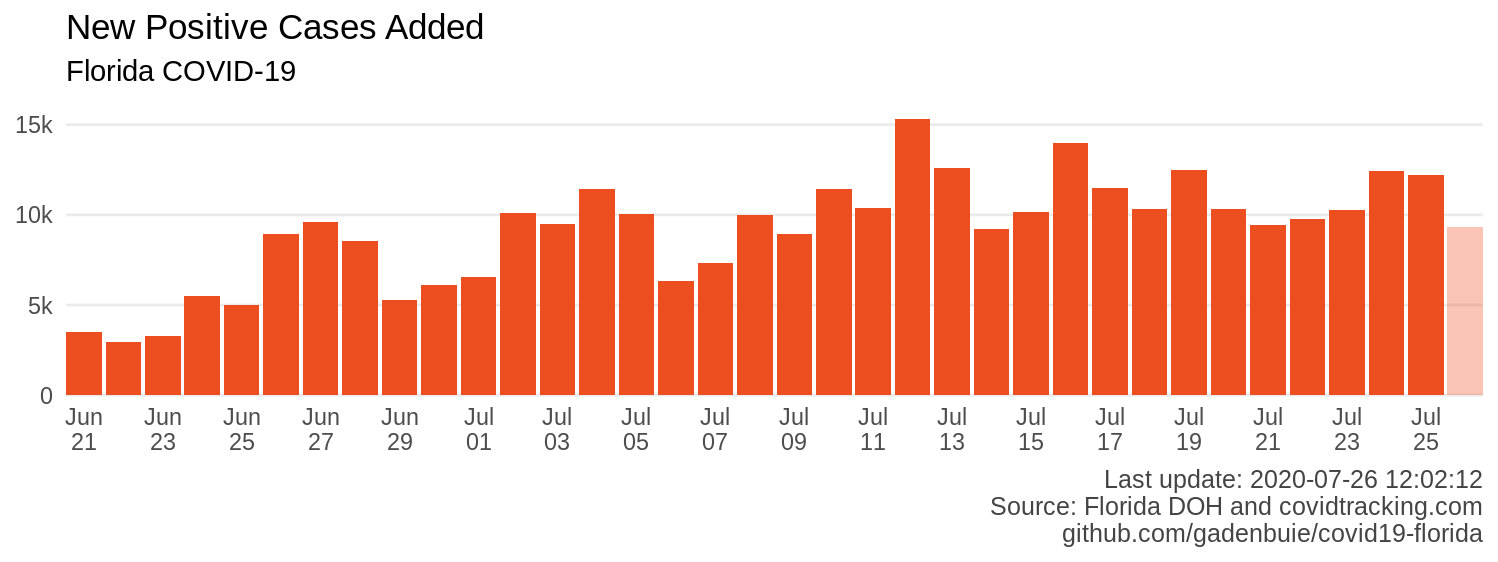 New Positive Cases Added
Florida COVID-19
15k
10k
5k
0
Jun Jun Jun Jun Jun Jul Jul Jul Jul Jul Jul Jul Jul Jul Jul Jul Jul Jul
21 23 25 27 29 01 03 05 07 09 11 13 15 17 19 21 23 25
Last update: 2020-07-26 12:02:12
Source: Florida DOH and covidtracking.com
github.com/gadenbuie/covid19-florida